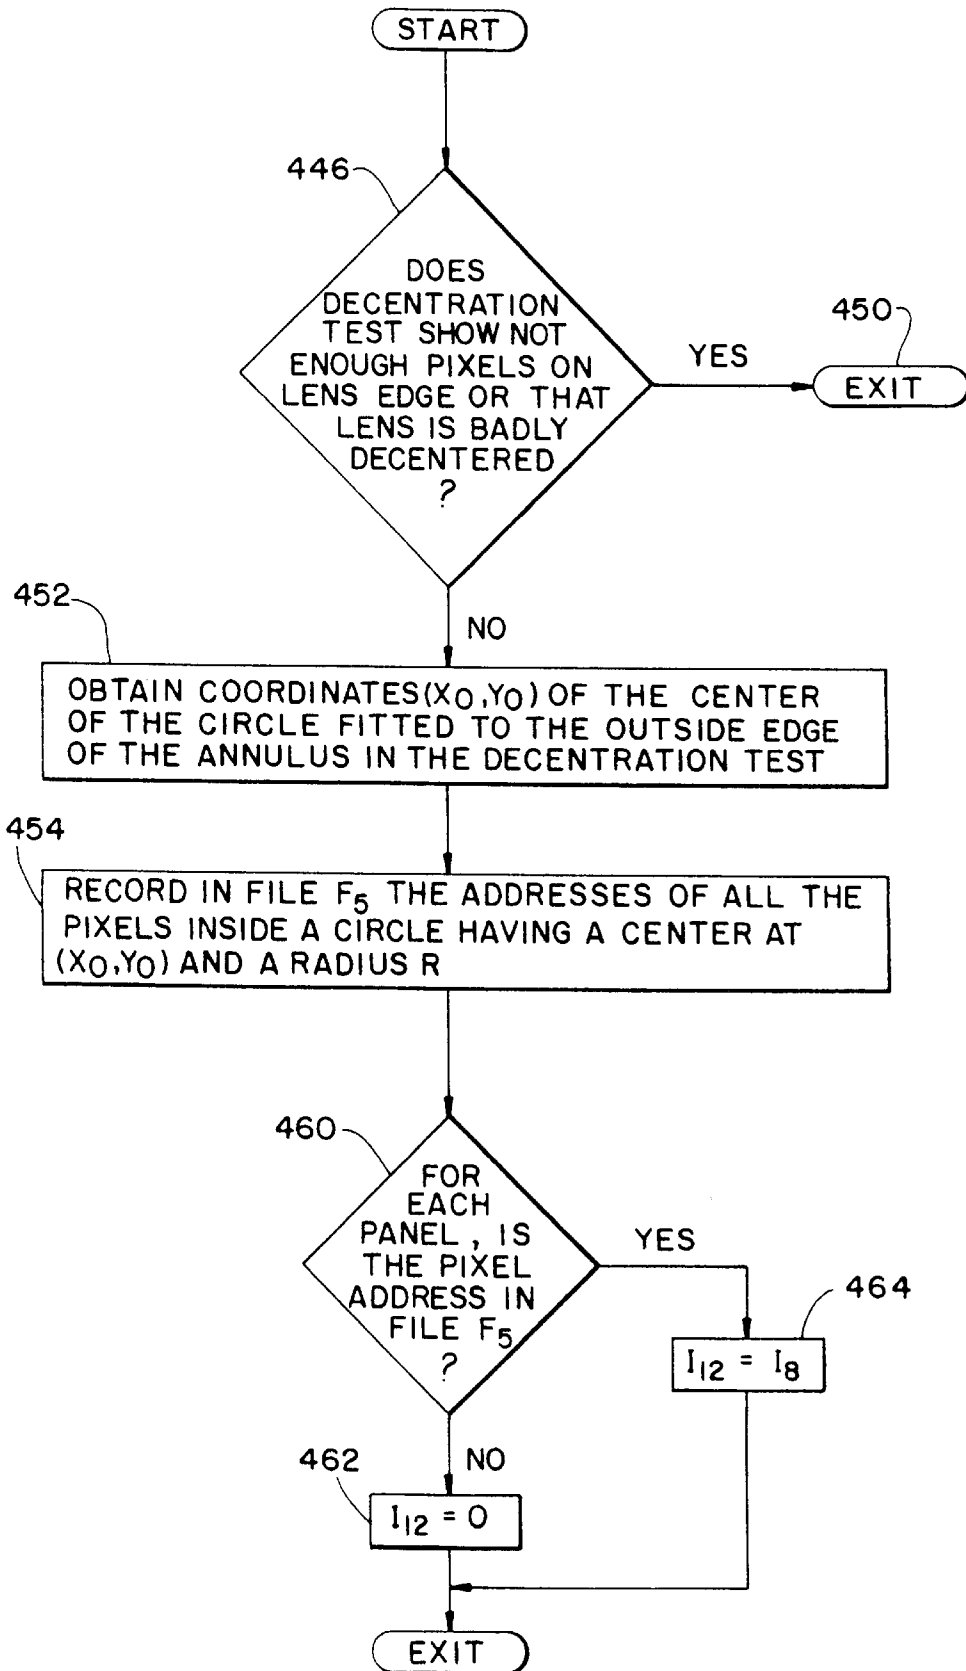 START
446
DOES
DECENTRATION
TEST SHOW NOT
ENOUGH PIXELS ON
LENS EDGE OR THAT
LENS IS BADLY
DECENTERED
?
YES
450
EXIT
NO
452
OBTAIN COORDINATES (X0,Y0) OF THE CENTER
OF THE CIRCLE FITTED TO THE OUTSIDE EDGE
OF THE ANNULUS IN THE DECENTRATION TEST
454
RECORD IN FILE F5 THE ADDRESSES OF ALL THE
PIXELS INSIDE A CIRCLE HAVING A CENTER AT
(X0,Y0) AND A RADIUS R
460
FOR
EACH
PANEL, IS
THE PIXEL
ADDRESS IN
FILE F5
?
YES
464
I12 = I8
NO
462
I12 = 0
EXIT